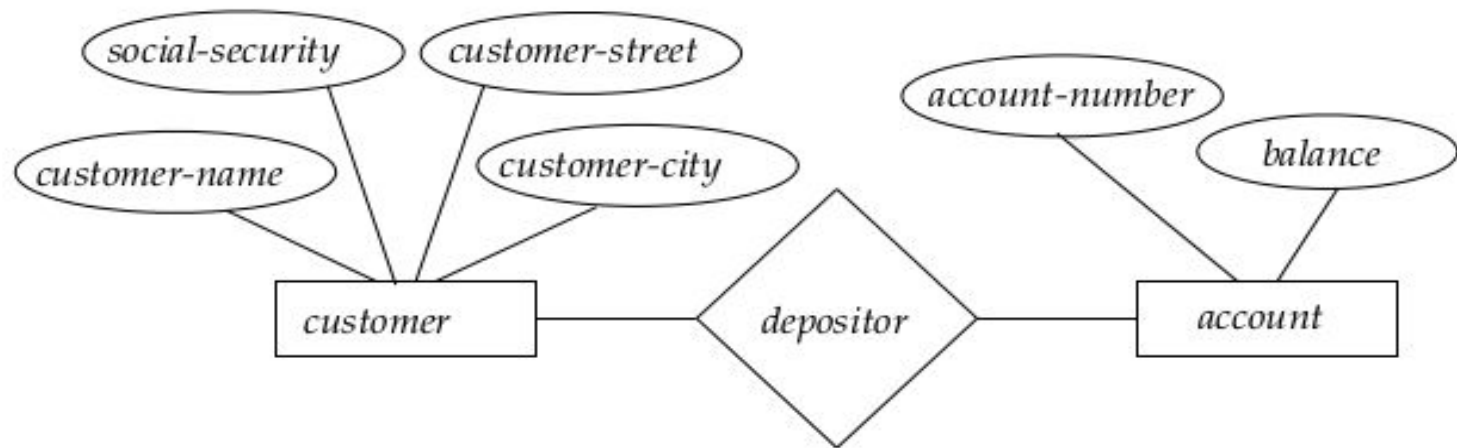 social-security
customer-street
account-number
customer-name
customer-city
balance
customer
depositor
account